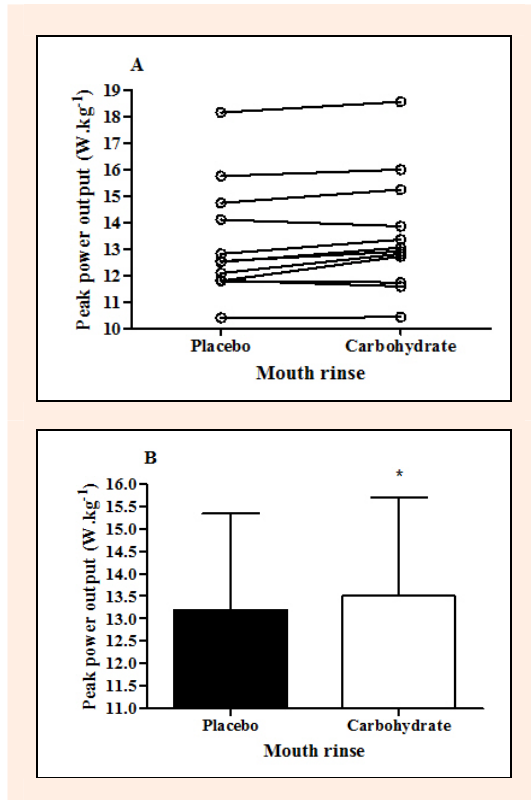 A
Peak power output (W.kg⁻¹)
19
18
17
16
15
14
13
12
11
10
Placebo Carbohydrate
Mouth rinse
B
*
Peak power output (W.kg⁻¹)
16.0
15.5
15.0
14.5
14.0
13.5
13.0
12.5
12.0
11.5
11.0
Placebo Carbohydrate
Mouth rinse